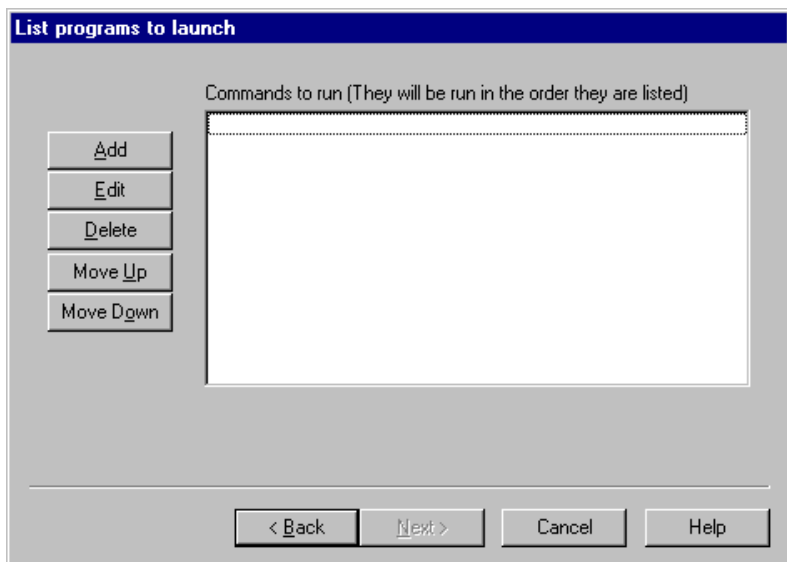 List programs to launch
Commands to run (They will be run in the order they are listed)
Add
Edit
Delete
Move Up
Move Down
< Back
Next >
Cancel
Help